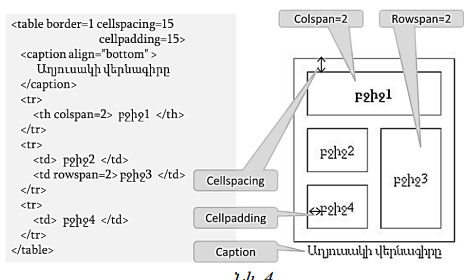 <table border=1 cellspacing=15
cellpadding=15>
<caption align="bottom" >
Աղյուսակի վերնագիրը
</caption>
<tr>
<th colspan=2> բջիջ1 </th>
</tr>
<tr>
<td> բջիջ2 </td>
<td rowspan=2> բջիջ3 </td>
</tr>
<tr>
<td> բջիջ4 </td>
</tr>
</table>
Colspan=2
Rowspan=2
բջիջ1
բջիջ2
բջիջ3
Cellspacing
բջիջ4
Cellpadding
Caption
Աղյուսակի վերնագիրը